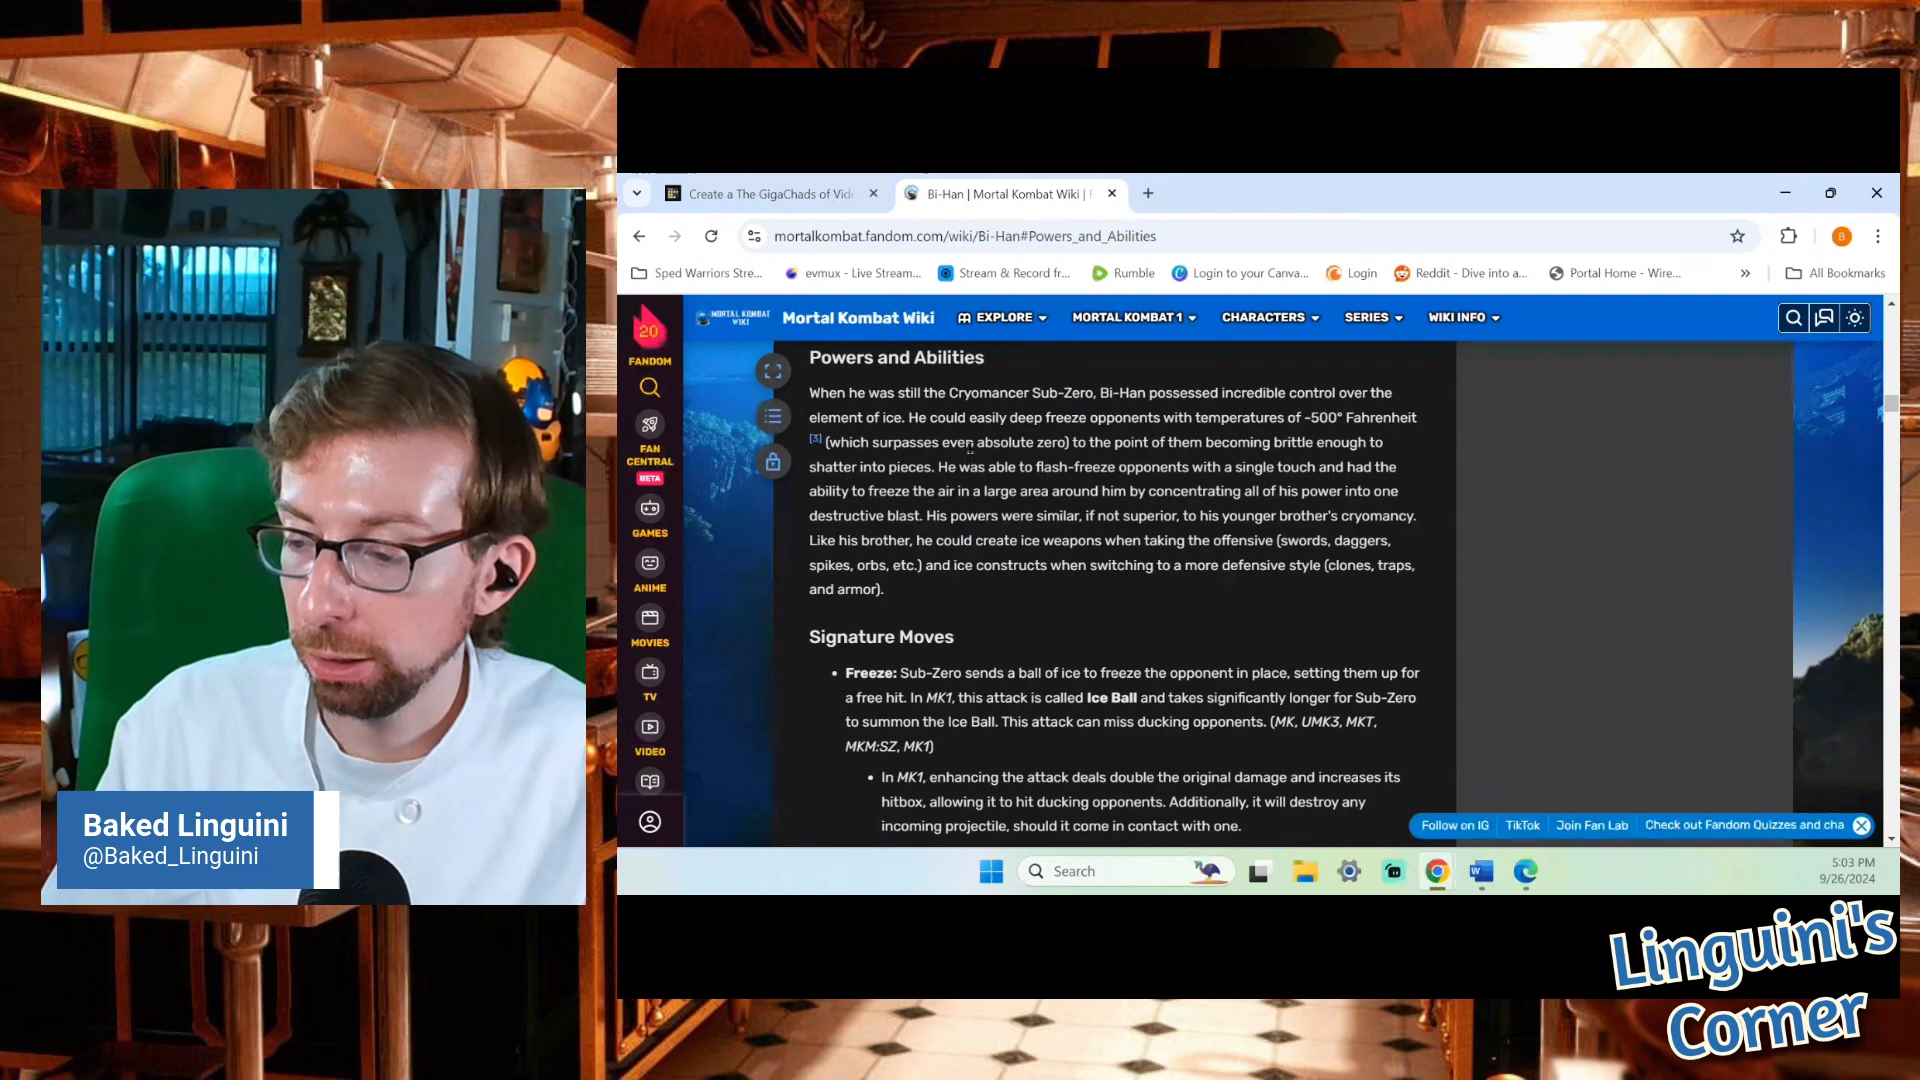 Create a The GigaChads of Vid
Bi-Han | Mortal Kombat Wiki | F
mortalkombat.fandom.com/wiki/Bi-Han#Powers_and_Abilities
B
Sped Warriors Stre...
evmux - Live Stream...
Stream & Record fr...
Rumble
Login to your Canva...
Login
Reddit - Dive into a...
Portal Home - Wire...
All Bookmarks
20
FANDOM
FAN
CENTRAL
BETA
GAMES
ANIME
MOVIES
TV
VIDEO
MORTAL KOMBAT
WIKI
Mortal Kombat Wiki
EXPLORE
MORTAL KOMBAT 1
CHARACTERS
SERIES
WIKI INFO
Powers and Abilities
When he was still the Cryomancer Sub-Zero, Bi-Han possessed incredible control over the
element of ice. He could easily deep freeze opponents with temperatures of -500° Fahrenheit
[3] (which surpasses even absolute zero) to the point of them becoming brittle enough to
shatter into pieces. He was able to flash-freeze opponents with a single touch and had the
ability to freeze the air in a large area around him by concentrating all of his power into one
destructive blast. His powers were similar, if not superior, to his younger brother's cryomancy.
Like his brother, he could create ice weapons when taking the offensive (swords, daggers,
spikes, orbs, etc.) and ice constructs when switching to a more defensive style (clones, traps,
and armor).
Signature Moves
• Freeze: Sub-Zero sends a ball of ice to freeze the opponent in place, setting them up for
a free hit. In MK1, this attack is called Ice Ball and takes significantly longer for Sub-Zero
to summon the Ice Ball. This attack can miss ducking opponents. (MK, UMK3, MKT,
MKM:SZ, MK1)
• In MK1, enhancing the attack deals double the original damage and increases its
hitbox, allowing it to hit ducking opponents. Additionally, it will destroy any
incoming projectile, should it come in contact with one.
Follow on IG
TikTok
Join Fan Lab
Check out Fandom Quizzes and cha
Search
5:03 PM
9/26/2024
Baked Linguini
@Baked_Linguini
Linguini's
Corner